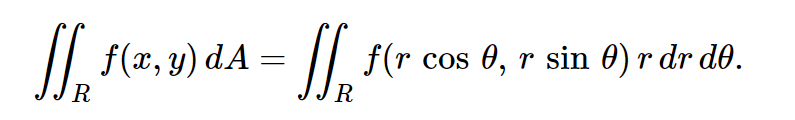 ∬_R f(x, y) dA = ∬_R f(r cos θ, r sin θ) r dr dθ.